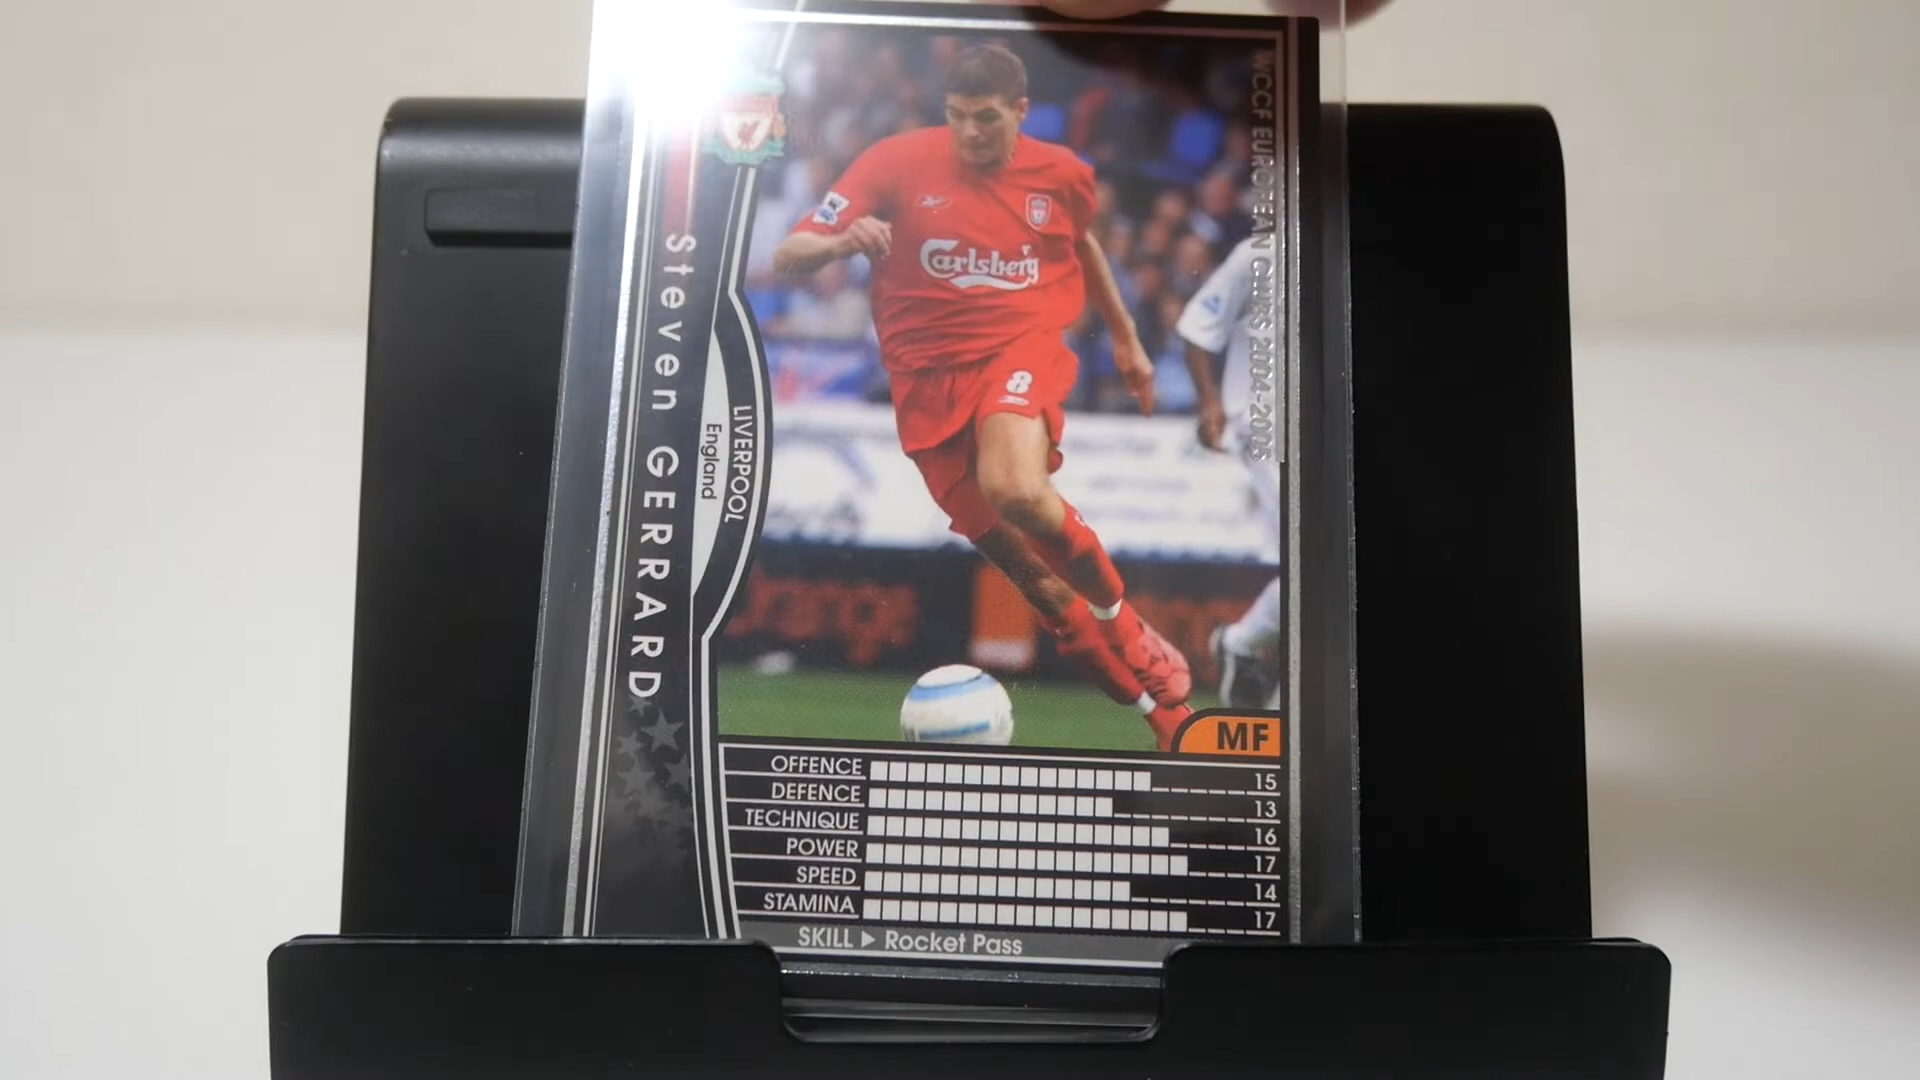 WCCF EUROPEAN CLUBS 2004-2005
Steven GERRARD
LIVERPOOL
England
Carlsberg
8
orange
MF
OFFENCE 15
DEFENCE 13
TECHNIQUE 16
POWER 17
SPEED 14
STAMINA 17
SKILL ▶ Rocket Pass